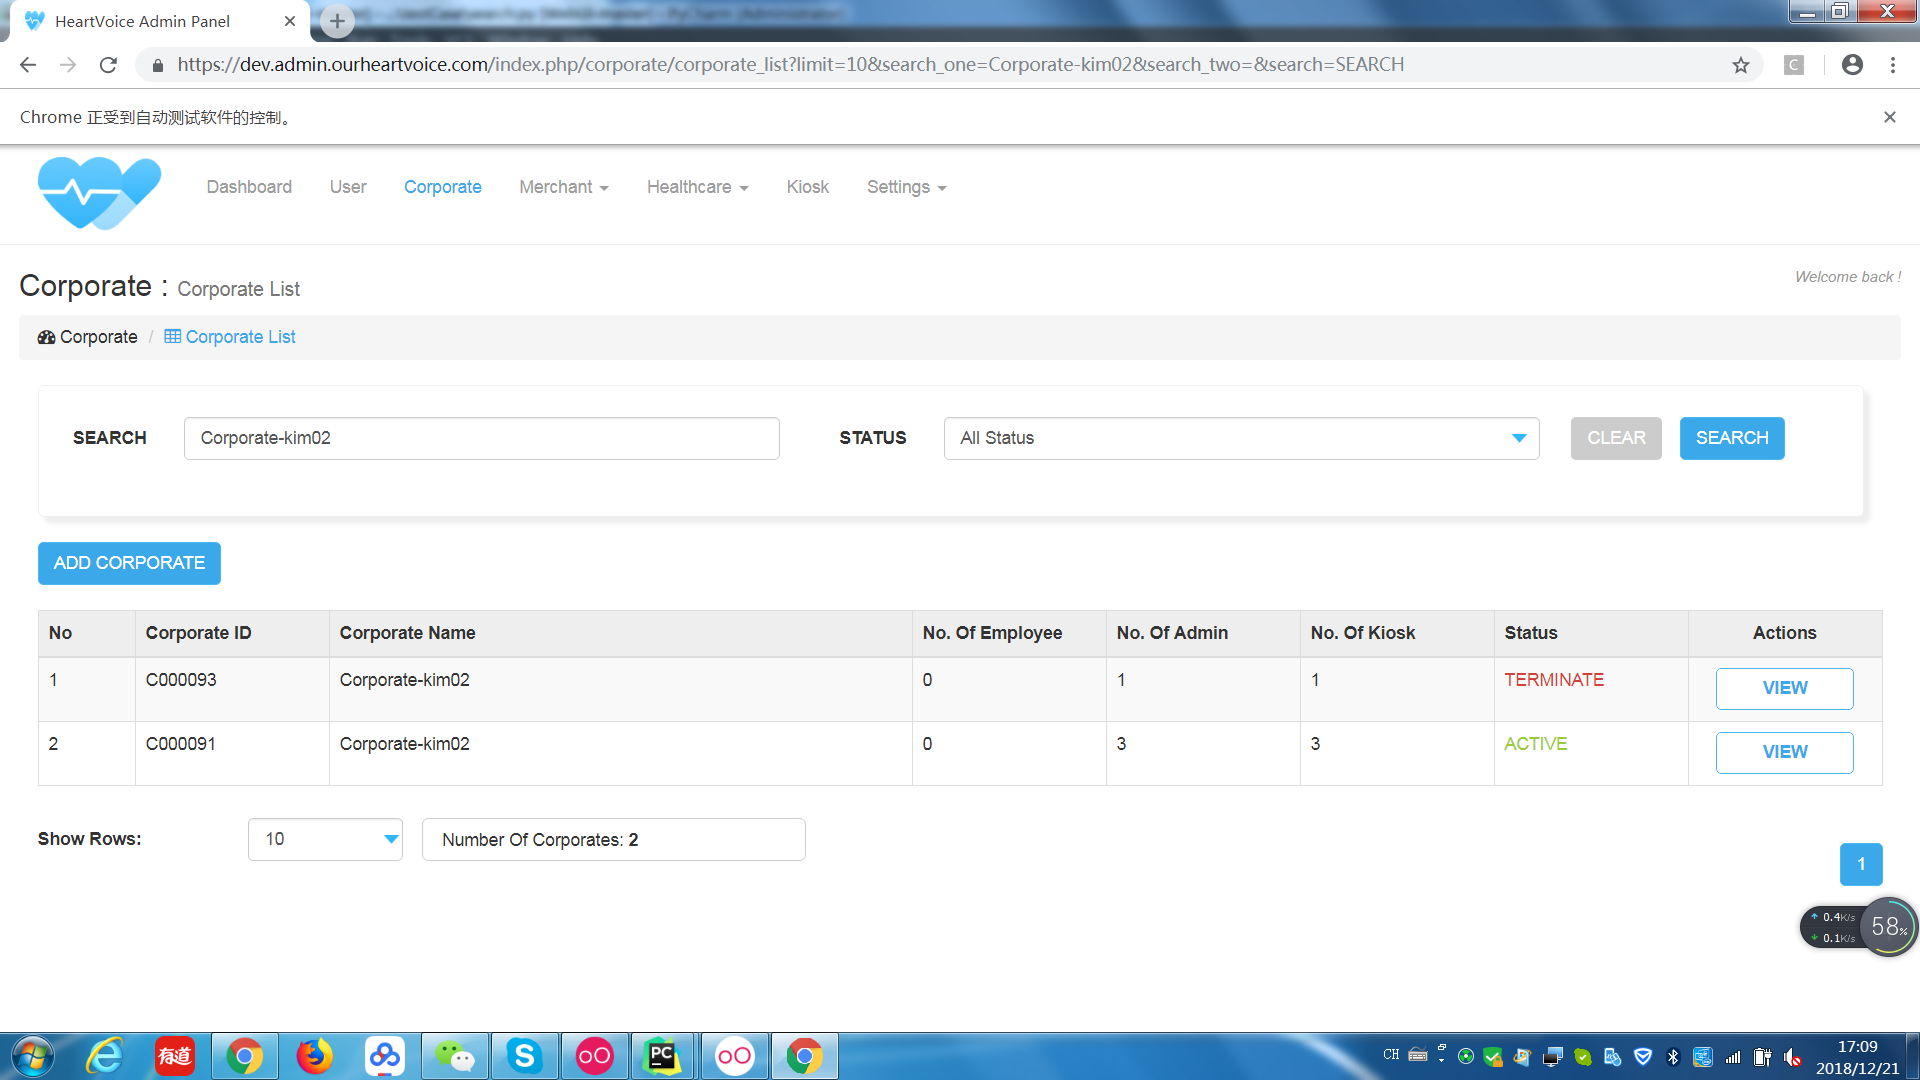 HeartVoice Admin Panel
https://dev.admin.ourheartvoice.com/index.php/corporate/corporate_list?limit=10&search_one=Corporate-kim02&search_two=&search=SEARCH
C
Chrome 正受到自动测试软件的控制。
Dashboard User Corporate Merchant Healthcare Kiosk Settings
Corporate : Corporate List
Welcome back !
Corporate / Corporate List
SEARCH Corporate-kim02 STATUS All Status CLEAR SEARCH
ADD CORPORATE
No Corporate ID Corporate Name No. Of Employee No. Of Admin No. Of Kiosk Status Actions
1 C000093 Corporate-kim02 0 1 1 TERMINATE VIEW
2 C000091 Corporate-kim02 0 3 3 ACTIVE VIEW
Show Rows: 10 Number Of Corporates: 2
1
0.4K/s
0.1K/s
58%
有道
PC
CH
17:09
2018/12/21